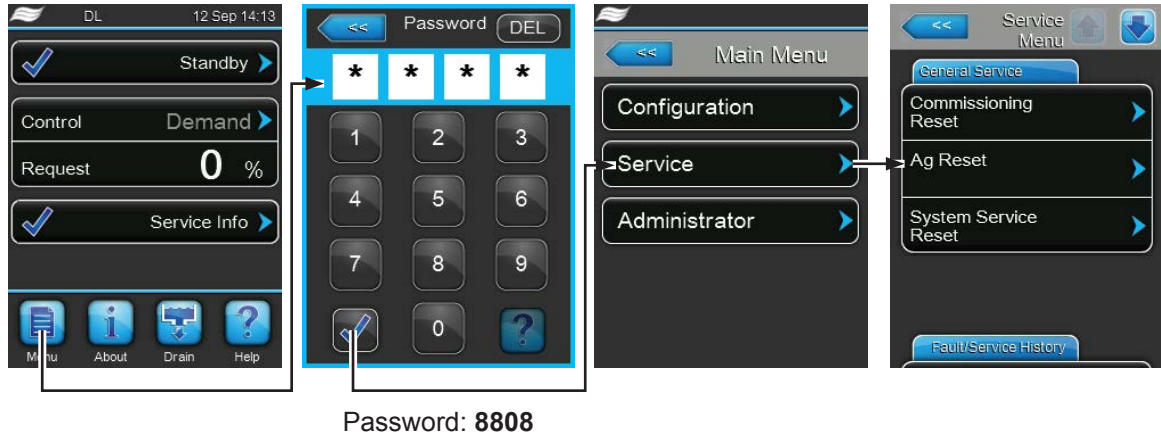 DL 12 Sep 14:13
Standby
Control Demand
Request 0 %
Service Info
Menu About Drain Help
<< Password DEL
* * * *
1 2 3
4 5 6
7 8 9
0 ?
Password: 8808
<< Main Menu
Configuration
Service
Administrator
<< Service
Menu
General Service
Commissioning
Reset
Ag Reset
System Service
Reset
Fault/Service History